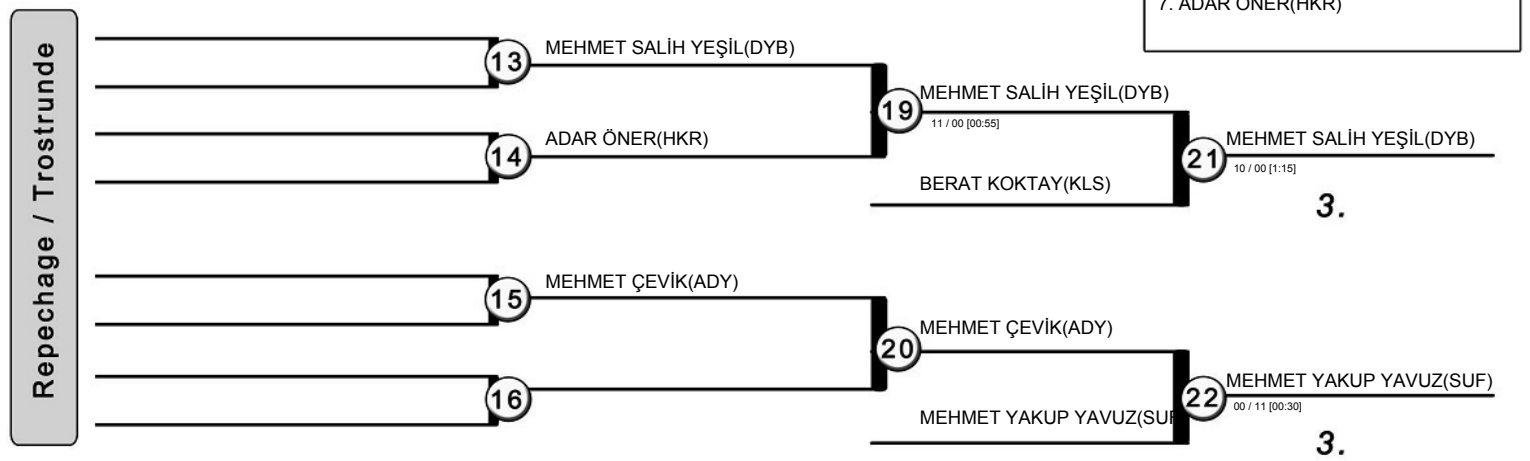 7. ADAR ÖNER(HKR)
Repechage / Trostrunde
13
MEHMET SALİH YEŞİL(DYB)
14
ADAR ÖNER(HKR)
19
MEHMET SALİH YEŞİL(DYB)
11 / 00 [00:55]
BERAT KOKTAY(KLS)
21
MEHMET SALİH YEŞİL(DYB)
10 / 00 [1:15]
3.
15
MEHMET ÇEVİK(ADY)
16
20
MEHMET ÇEVİK(ADY)
MEHMET YAKUP YAVUZ(SUF
22
MEHMET YAKUP YAVUZ(SUF)
00 / 11 [00:30]
3.